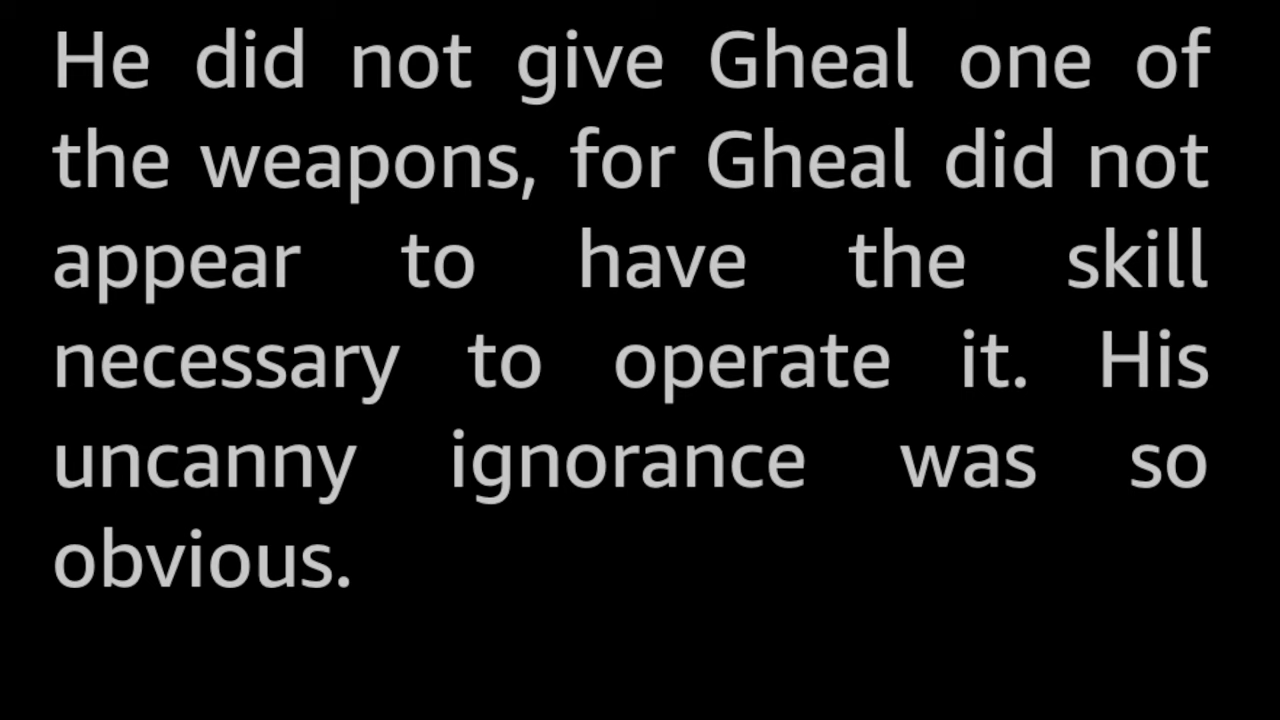 He did not give Gheal one of
the weapons, for Gheal did not
appear to have the skill
necessary to operate it. His
uncanny ignorance was so
obvious.